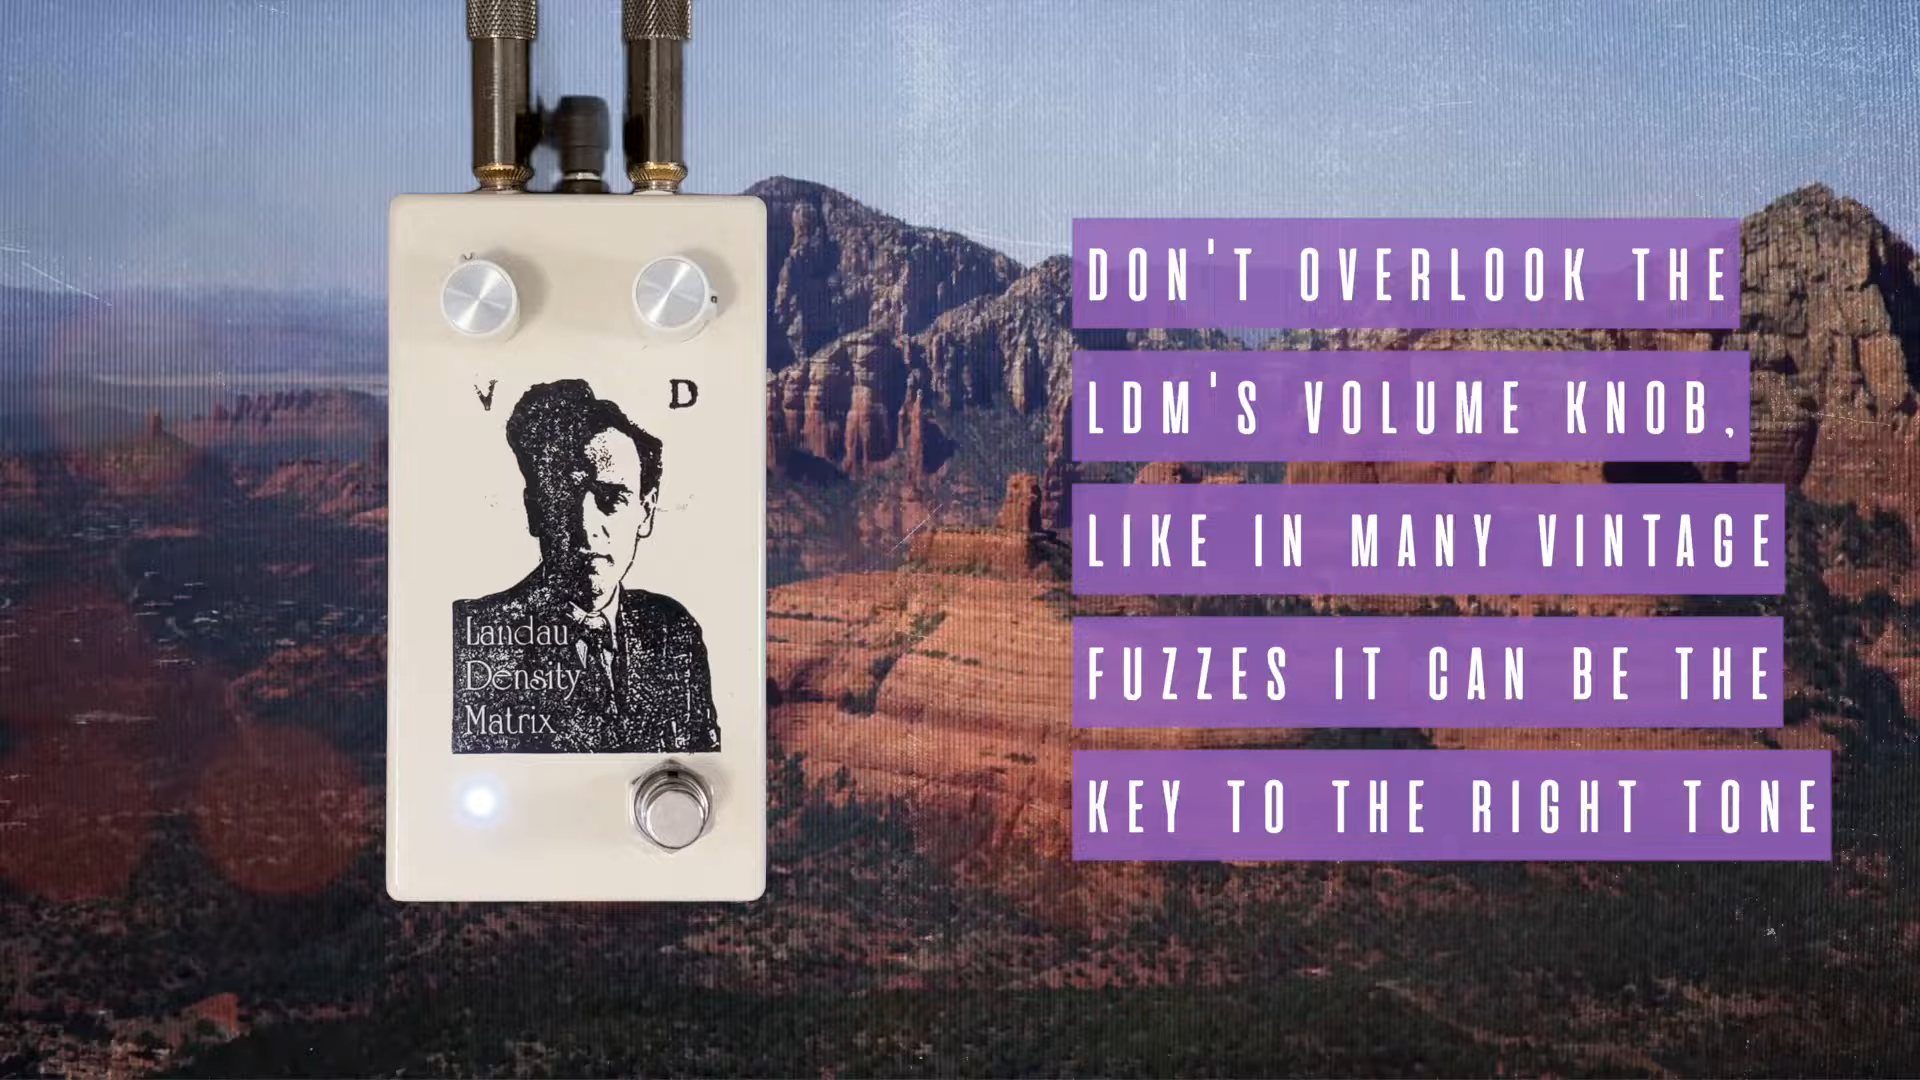 V D
Landau
Density
Matrix
DON'T OVERLOOK THE
LDM'S VOLUME KNOB,
LIKE IN MANY VINTAGE
FUZZES IT CAN BE THE
KEY TO THE RIGHT TONE